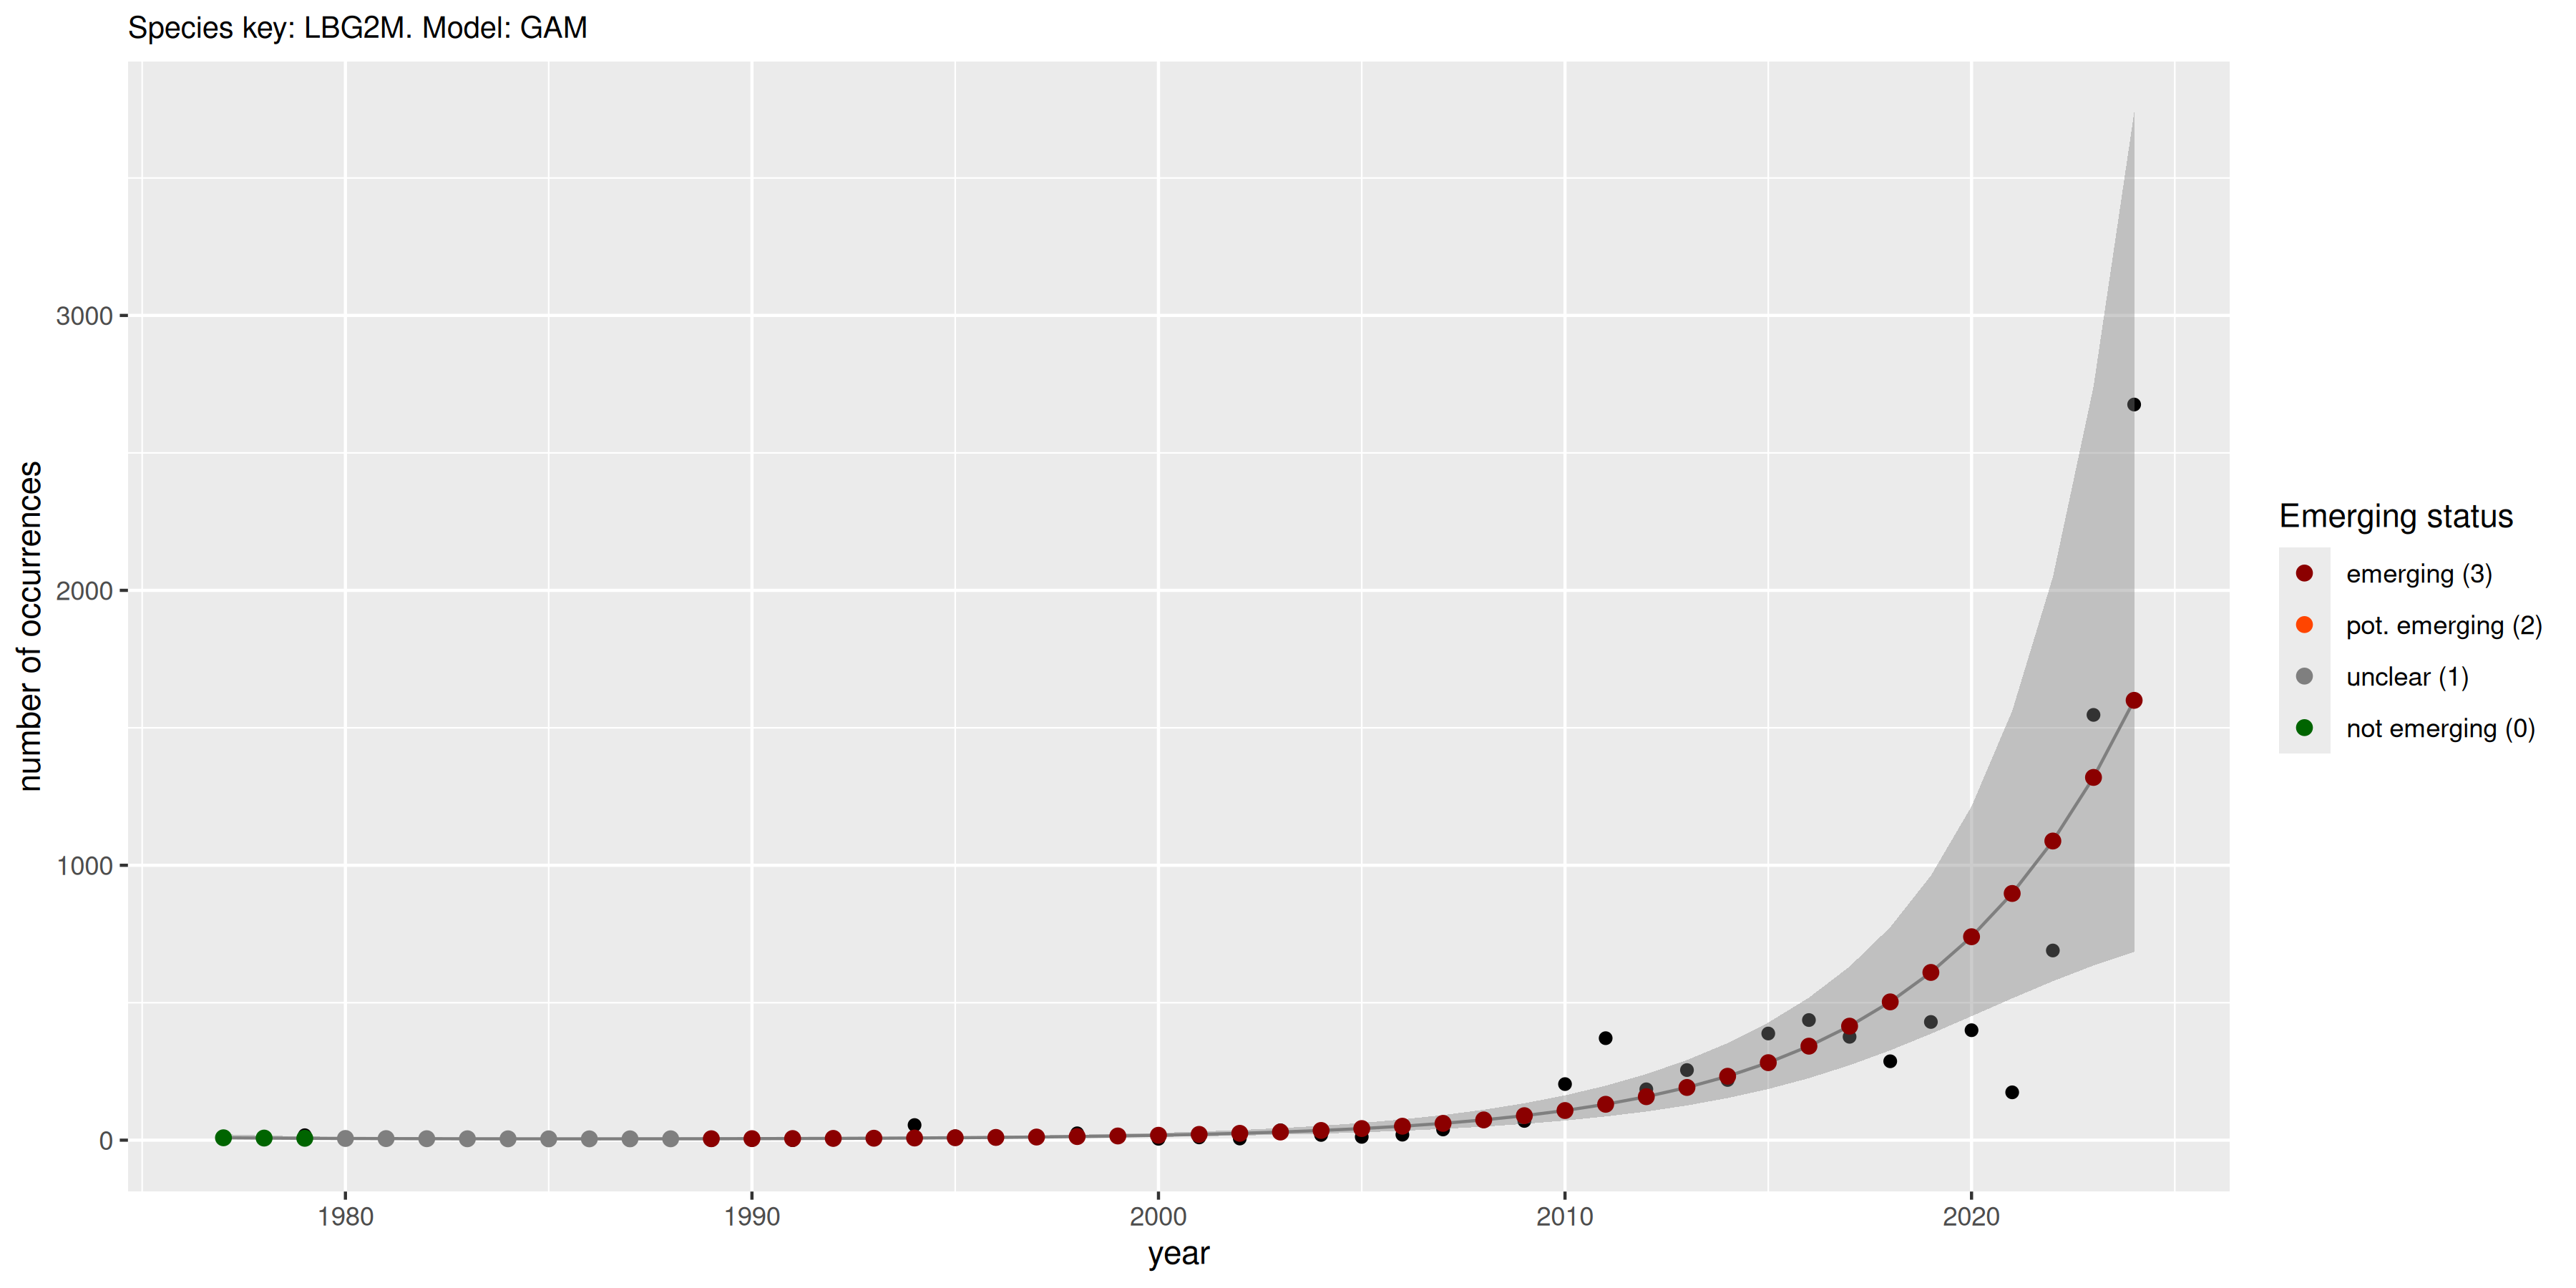 Species key: LBG2M. Model: GAM
number of occurrences
3000
2000
1000
0
1980
1990
2000
2010
2020
year
Emerging status
emerging (3)
pot. emerging (2)
unclear (1)
not emerging (0)